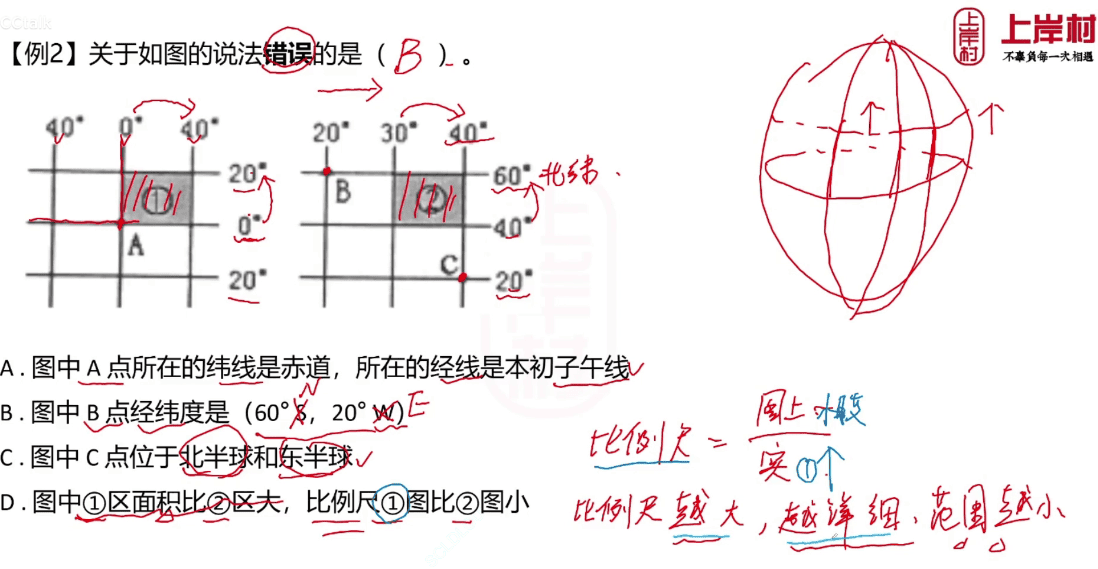 CCtalk
上岸村
上岸村
不辜負每一次相遇
【例2】关于如图的说法错误的是（ B ）。
40° 0° 40°
20°
①
0°
A
20°
20° 30° 40°
60° 北纬.
B ②
40°
C
20°
A . 图中 A 点所在的纬线是赤道，所在的经线是本初子午线
N
B . 图中 B 点经纬度是（60° S，20° W) E
C . 图中 C 点位于北半球和东半球
D . 图中①区面积比②区大，比例尺①图比②图小
比例尺 = 图上
实 ①↑
比例尺越大，越详细、范围越小